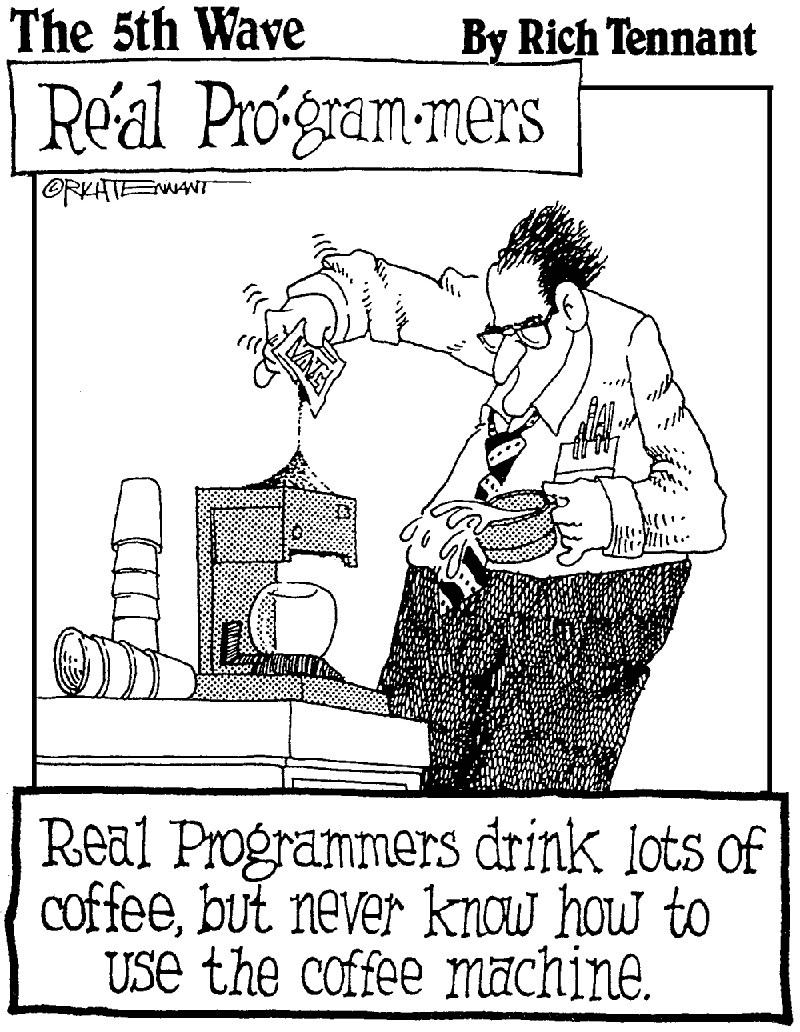 The 5th Wave
By Rich Tennant
Re´·al Pro´·gram·mers
©RICHTENNANT
Real Programmers drink lots of
coffee, but never know how to
use the coffee machine.